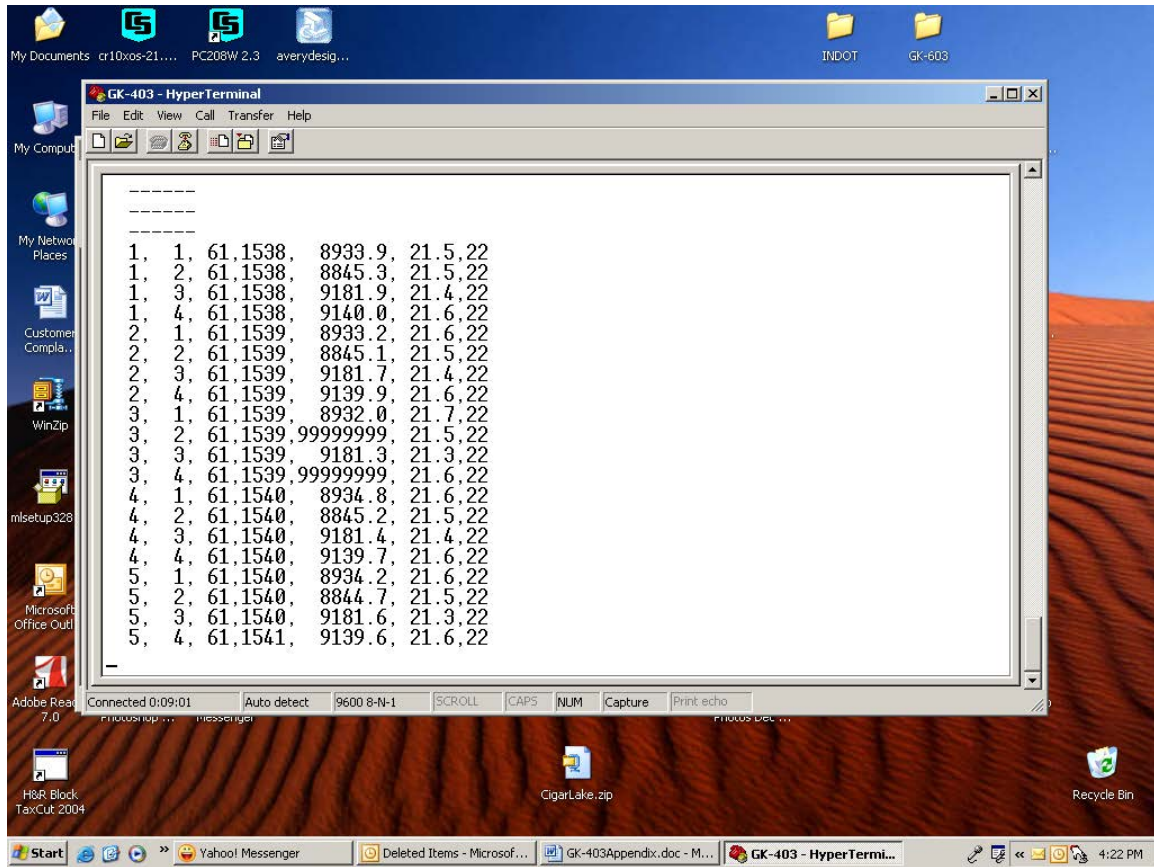 My Documents
cr10xos-21....
PC208W 2.3
averydesig...
INDOT
GK-603
GK-403 - HyperTerminal
File Edit View Call Transfer Help
My Comput
My Networ
Places
Customer
Compla..
WinZip
mlsetup328
Microsoft
Office Outl
Adobe Read
7.0
H&R Block
TaxCut 2004
------
------
------
1, 1, 61,1538, 8933.9, 21.5,22
1, 2, 61,1538, 8845.3, 21.5,22
1, 3, 61,1538, 9181.9, 21.4,22
1, 4, 61,1538, 9140.0, 21.6,22
2, 1, 61,1539, 8933.2, 21.6,22
2, 2, 61,1539, 8845.1, 21.5,22
2, 3, 61,1539, 9181.7, 21.4,22
2, 4, 61,1539, 9139.9, 21.6,22
3, 1, 61,1539, 8932.0, 21.7,22
3, 2, 61,1539,99999999, 21.5,22
3, 3, 61,1539, 9181.3, 21.3,22
3, 4, 61,1539,99999999, 21.6,22
4, 1, 61,1540, 8934.8, 21.6,22
4, 2, 61,1540, 8845.2, 21.5,22
4, 3, 61,1540, 9181.4, 21.4,22
4, 4, 61,1540, 9139.7, 21.6,22
5, 1, 61,1540, 8934.2, 21.6,22
5, 2, 61,1540, 8844.7, 21.5,22
5, 3, 61,1540, 9181.6, 21.3,22
5, 4, 61,1541, 9139.6, 21.6,22
Connected 0:09:01 Auto detect 9600 8-N-1 SCROLL CAPS NUM Capture Print echo
Photoshop ... Messenger
Photos Dec ...
CigarLake.zip
Recycle Bin
Start » Yahoo! Messenger Deleted Items - Microsof... GK-403Appendix.doc - M... GK-403 - HyperTermi... « 4:22 PM